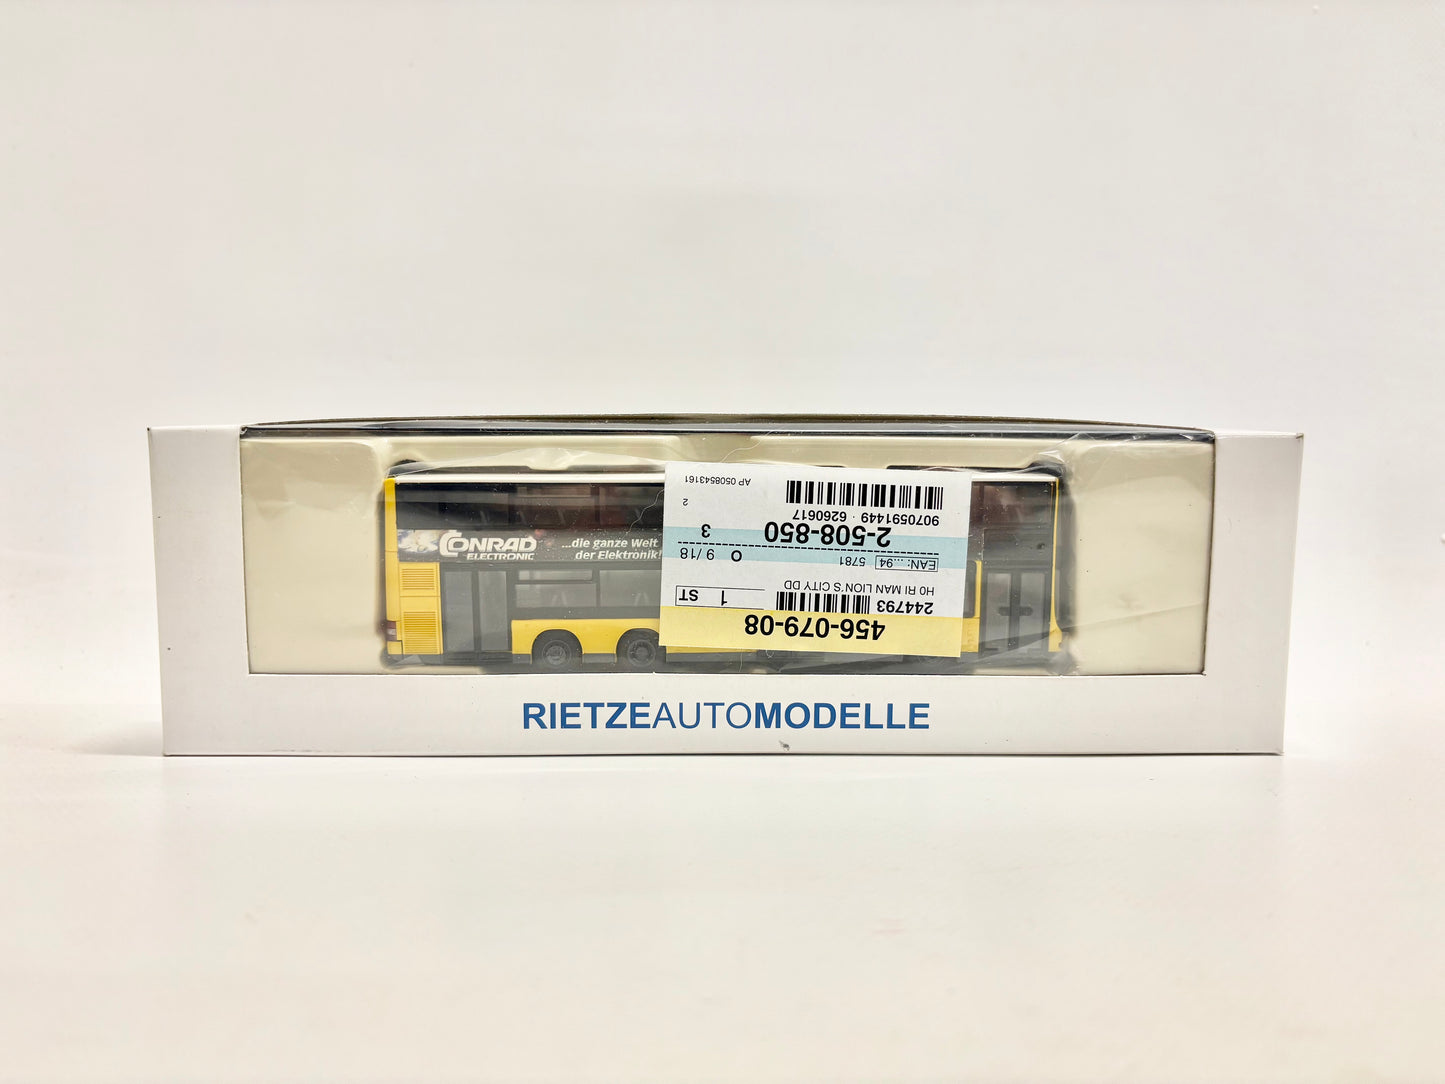 CONRAD
ELECTRONIC
...die ganze Welt
der Elektronik!
456-079-08
244793
1 ST
H0 RI MAN LION'S CITY DD
EAN: ...94 5781 O 9 /18
2-508-850 3
9070591449 · 6260617
2
AP 0508543161
RIETZEAUTOMODELLE